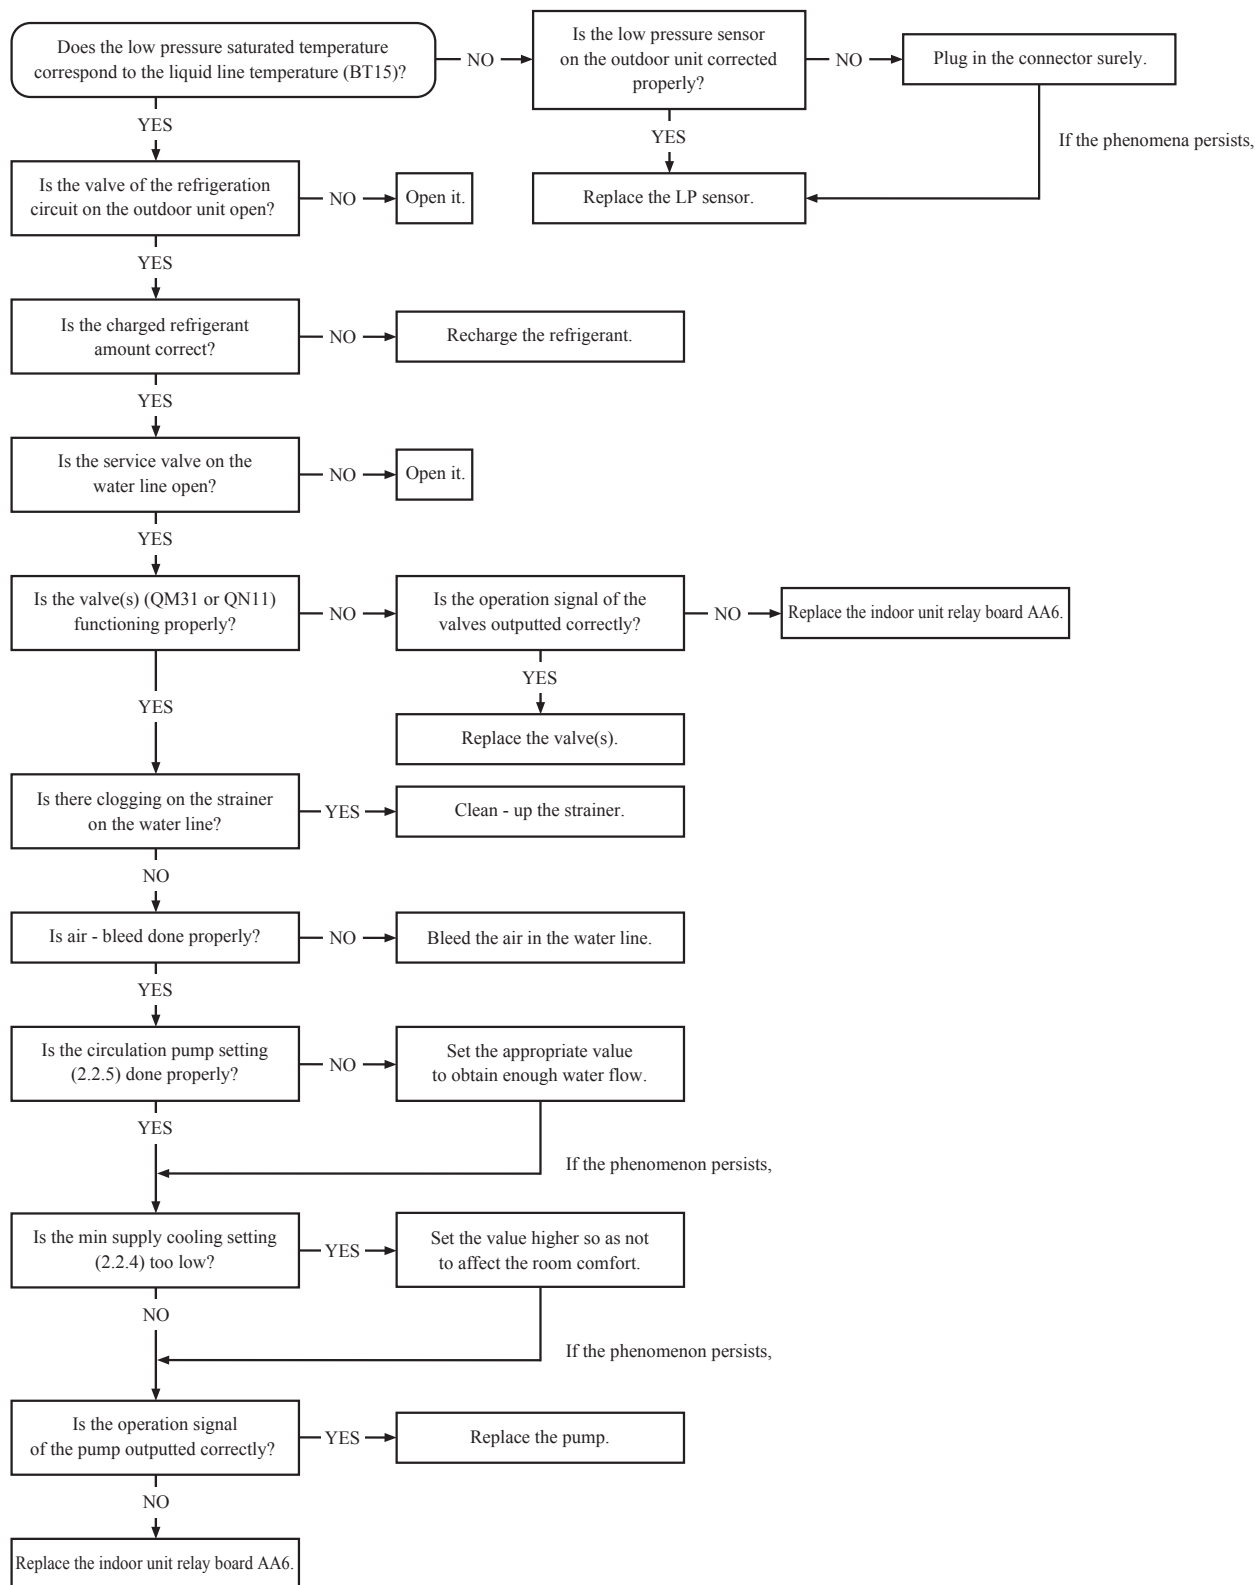 Does the low pressure saturated temperature
correspond to the liquid line temperature (BT15)?
NO
Is the low pressure sensor
on the outdoor unit corrected
properly?
NO
Plug in the connector surely.
YES
YES
If the phenomena persists,
Is the valve of the refrigeration
circuit on the outdoor unit open?
NO
Open it.
Replace the LP sensor.
YES
Is the charged refrigerant
amount correct?
NO
Recharge the refrigerant.
YES
Is the service valve on the
water line open?
NO
Open it.
YES
Is the valve(s) (QM31 or QN11)
functioning properly?
NO
Is the operation signal of the
valves outputted correctly?
NO
Replace the indoor unit relay board AA6.
YES
YES
Replace the valve(s).
Is there clogging on the strainer
on the water line?
YES
Clean - up the strainer.
NO
Is air - bleed done properly?
NO
Bleed the air in the water line.
YES
Is the circulation pump setting
(2.2.5) done properly?
NO
Set the appropriate value
to obtain enough water flow.
YES
If the phenomenon persists,
Is the min supply cooling setting
(2.2.4) too low?
YES
Set the value higher so as not
to affect the room comfort.
NO
If the phenomenon persists,
Is the operation signal
of the pump outputted correctly?
YES
Replace the pump.
NO
Replace the indoor unit relay board AA6.